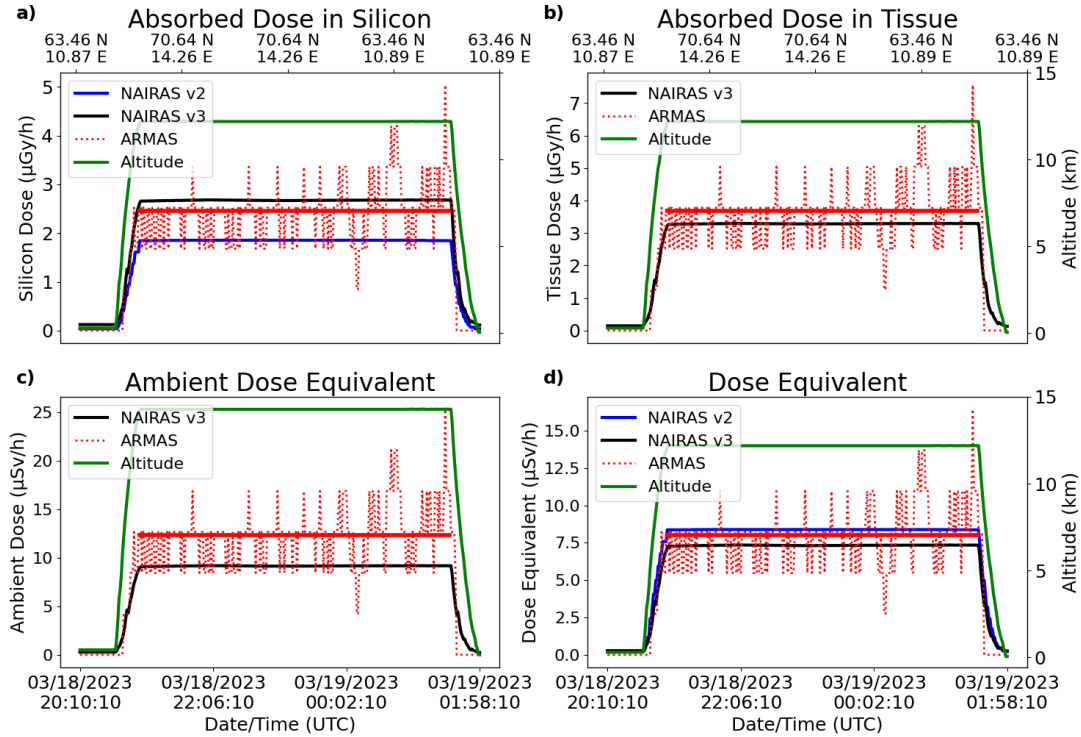 a) Absorbed Dose in Silicon
63.46 N 70.64 N 70.64 N 63.46 N 63.46 N
10.87 E 14.26 E 14.26 E 10.89 E 10.89 E
Silicon Dose (μGy/h)
5
4
3
2
1
0
NAIRAS v2
NAIRAS v3
ARMAS
Altitude
b) Absorbed Dose in Tissue
63.46 N 70.64 N 70.64 N 63.46 N 63.46 N
10.87 E 14.26 E 14.26 E 10.89 E 10.89 E
Tissue Dose (μGy/h)
7
6
5
4
3
2
1
0
NAIRAS v3
ARMAS
Altitude
15
10
5
0
Altitude (km)
c) Ambient Dose Equivalent
Ambient Dose (μSv/h)
25
20
15
10
5
0
NAIRAS v3
ARMAS
Altitude
03/18/2023 03/18/2023 03/19/2023 03/19/2023
20:10:10 22:06:10 00:02:10 01:58:10
Date/Time (UTC)
d) Dose Equivalent
Dose Equivalent (μSv/h)
15.0
12.5
10.0
7.5
5.0
2.5
0.0
NAIRAS v2
NAIRAS v3
ARMAS
Altitude
15
10
5
0
Altitude (km)
03/18/2023 03/18/2023 03/19/2023 03/19/2023
20:10:10 22:06:10 00:02:10 01:58:10
Date/Time (UTC)